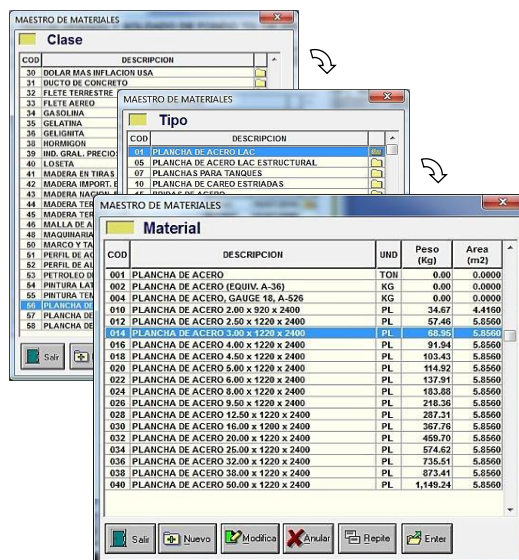 MAESTRO DE MATERIALES
Clase
COD DESCRIPCION
30 DOLAR MAS INFLACION USA
31 DUCTO DE CONCRETO
32 FLETE TERRESTRE
33 FLETE AEREO
34 GASOLINA
35 GELATINA
36 GELIGNITA
38 HORMIGON
39 IND. GRAL. PRECIO
40 LOSETA
41 MADERA EN TIRAS
42 MADERA IMPORT. E
43 MADERA NACION
44 MADERA TER
45 MADERA TER
46 MALLA DE A
48 MAQUINARIA
50 MARCO Y TA
51 PERFIL DE AC
52 PERFIL DE AL
53 PETROLEO D
54 PINTURA LAT
55 PINTURA TEM
56 PLANCHA DE
57 PLANCHA DE
58 PLANCHA DE
Salir
MAESTRO DE MATERIALES
Tipo
COD DESCRIPCION
01 PLANCHA DE ACERO LAC
05 PLANCHA DE ACERO LAC ESTRUCTURAL
07 PLANCHAS PARA TANQUES
10 PLANCHA DE CAREO ESTRIADAS
15 BRIDAS DE ACERO
MAESTRO DE MATERIALES
Material
COD DESCRIPCION UND Peso (Kg) Area (m2)
001 PLANCHA DE ACERO TON 0.00 0.0000
002 PLANCHA DE ACERO (EQUIV. A-36) KG 0.00 0.0000
004 PLANCHA DE ACERO, GAUGE 18, A-526 KG 0.00 0.0000
010 PLANCHA DE ACERO 2.00 x 920 x 2400 PL 34.67 4.4160
012 PLANCHA DE ACERO 2.50 x 1220 x 2400 PL 57.46 5.8560
014 PLANCHA DE ACERO 3.00 x 1220 x 2400 PL 68.95 5.8560
016 PLANCHA DE ACERO 4.00 x 1220 x 2400 PL 91.94 5.8560
018 PLANCHA DE ACERO 4.50 x 1220 x 2400 PL 103.43 5.8560
020 PLANCHA DE ACERO 5.00 x 1220 x 2400 PL 114.92 5.8560
022 PLANCHA DE ACERO 6.00 x 1220 x 2400 PL 137.91 5.8560
024 PLANCHA DE ACERO 8.00 x 1220 x 2400 PL 183.88 5.8560
026 PLANCHA DE ACERO 9.50 x 1220 x 2400 PL 218.36 5.8560
028 PLANCHA DE ACERO 12.50 x 1220 x 2400 PL 287.31 5.8560
030 PLANCHA DE ACERO 16.00 x 1200 x 2400 PL 367.76 5.8560
032 PLANCHA DE ACERO 20.00 x 1220 x 2400 PL 459.70 5.8560
034 PLANCHA DE ACERO 25.00 x 1220 x 2400 PL 574.62 5.8560
036 PLANCHA DE ACERO 32.00 x 1220 x 2400 PL 735.51 5.8560
038 PLANCHA DE ACERO 38.00 x 1220 x 2400 PL 873.41 5.8560
040 PLANCHA DE ACERO 50.00 x 1220 x 2400 PL 1,149.24 5.8560
Salir Nuevo Modifica Anular Repite Enter